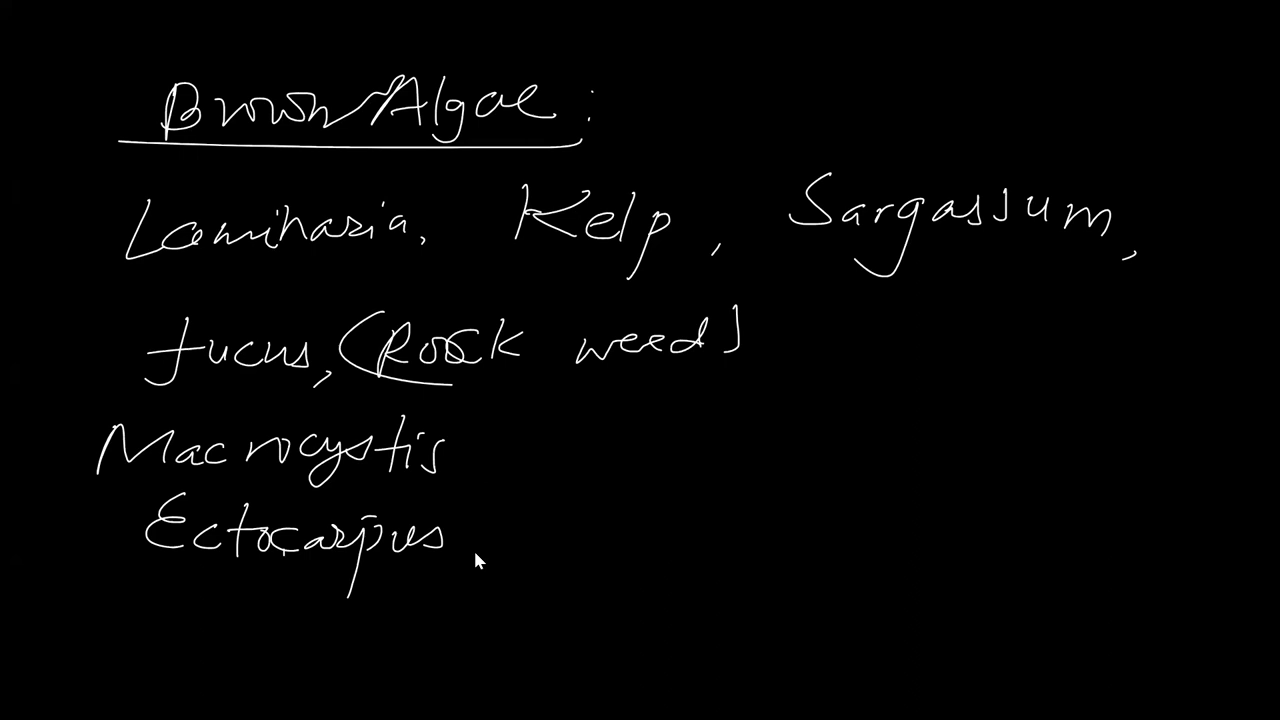 Brown Algae:
Laminaria, Kelp, Sargassum,
fucus, (Rock weed)
Macrocystis
Ectocarpus